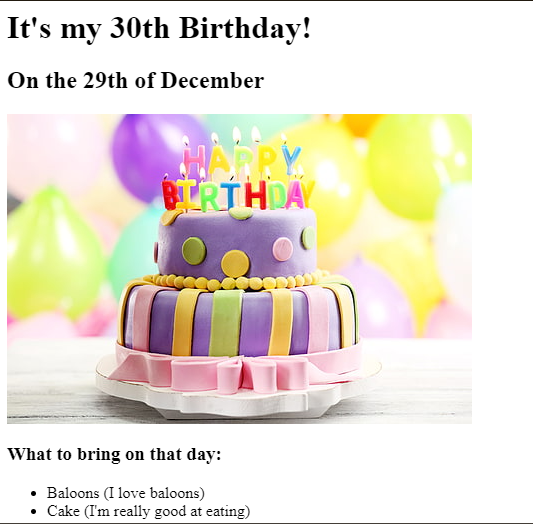 It's my 30th Birthday!
On the 29th of December
HAPPY
BIRTHDAY
What to bring on that day:
Baloons (I love baloons)
Cake (I'm really good at eating)